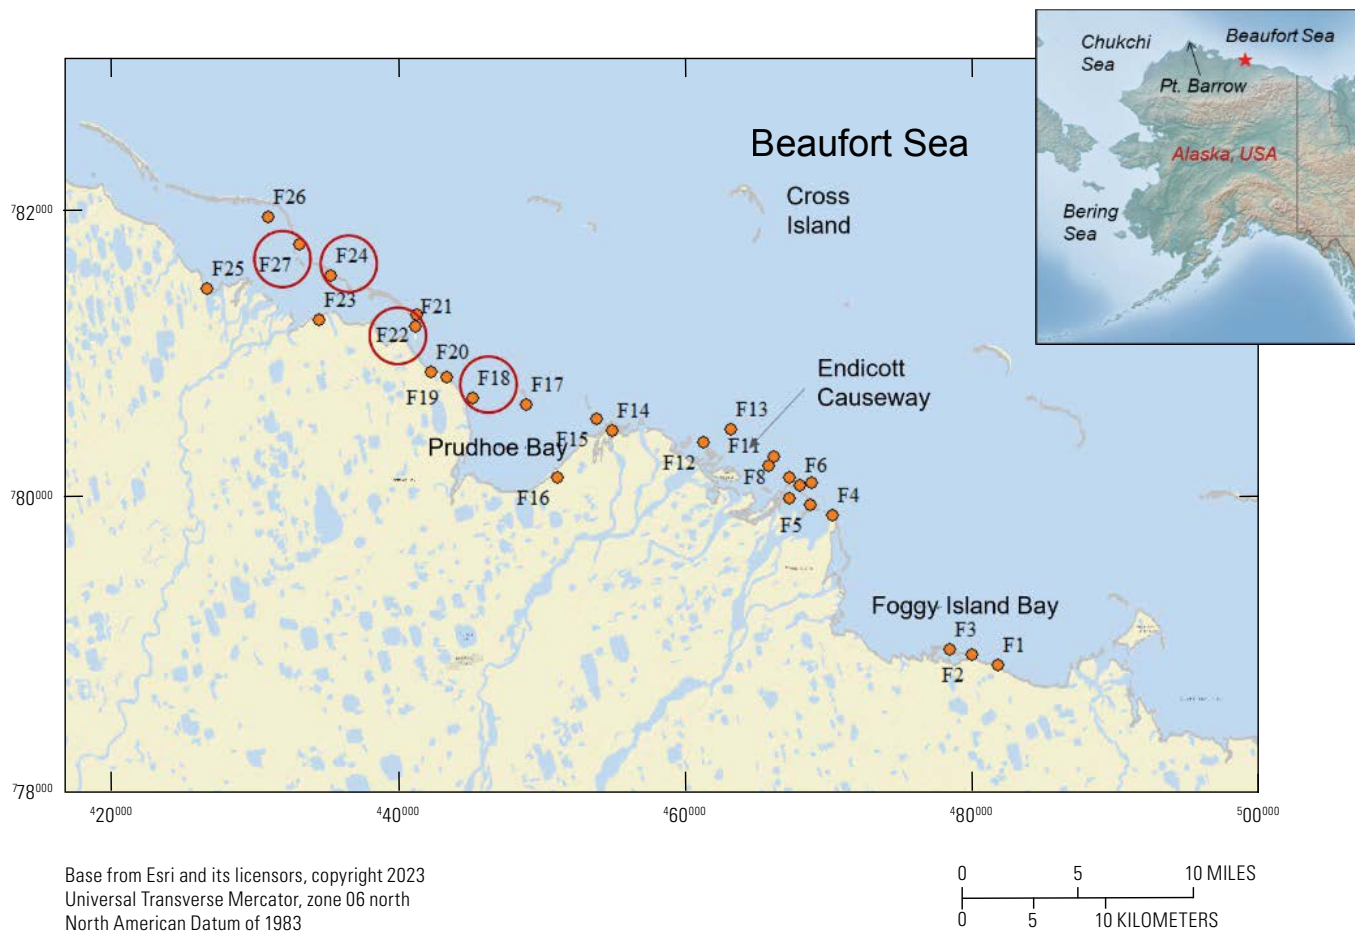 Chukchi
Sea
Beaufort Sea
Pt. Barrow
Alaska, USA
Bering
Sea
Beaufort Sea
Cross
Island
F26
F27
F24
F25
F23
F21
F22
F20
F19
F18
F17
Endicott
Causeway
F14
F13
F15
F11
Prudhoe Bay
F12
F8
F6
F16
F4
F5
Foggy Island Bay
F3
F1
F2
782000
780000
778000
420000
440000
460000
480000
500000
Base from Esri and its licensors, copyright 2023
Universal Transverse Mercator, zone 06 north
North American Datum of 1983
0 5 10 MILES
0 5 10 KILOMETERS